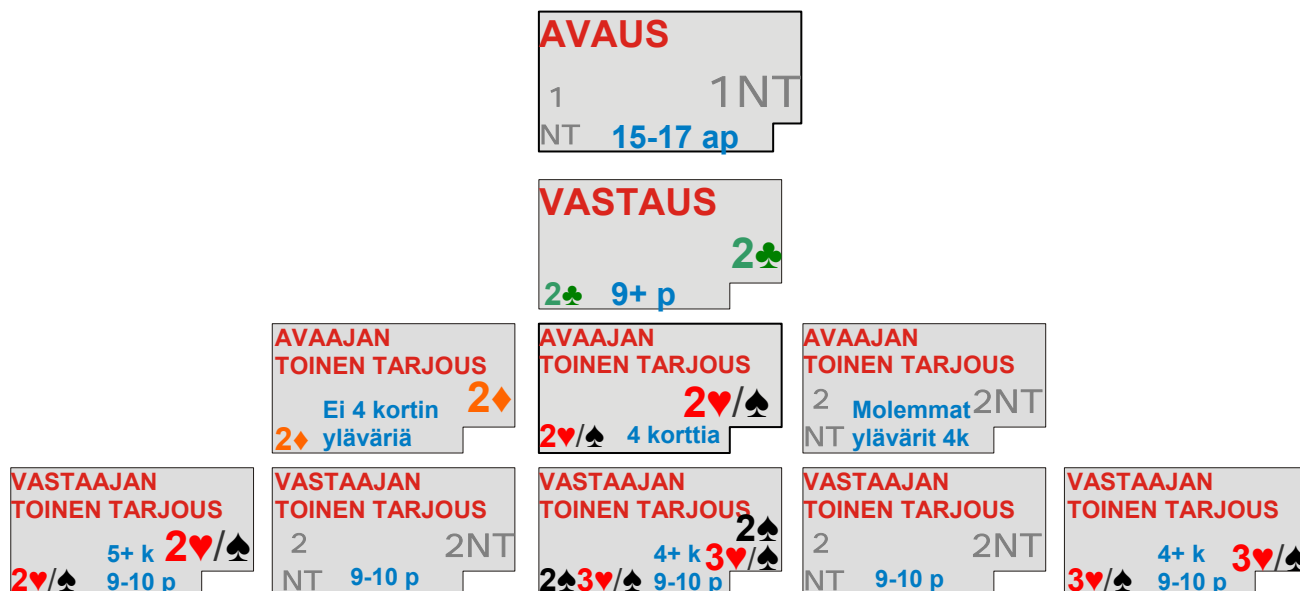 AVAUS
1NT
1
NT 15-17 ap
VASTAUS
2♣
2♣ 9+ p
AVAAJAN
TOINEN TARJOUS
2♦
Ei 4 kortin
2♦ yläväriä
AVAAJAN
TOINEN TARJOUS
2♥/♠
2♥/♠ 4 korttia
AVAAJAN
TOINEN TARJOUS
2 2NT
Molemmat
NT ylävärit 4k
VASTAAJAN
TOINEN TARJOUS
5+ k 2♥/♠
2♥/♠ 9-10 p
VASTAAJAN
TOINEN TARJOUS
2 2NT
NT 9-10 p
VASTAAJAN
TOINEN TARJOUS
2♠
4+ k 3♥/♠
2♠3♥/♠ 9-10 p
VASTAAJAN
TOINEN TARJOUS
2 2NT
NT 9-10 p
VASTAAJAN
TOINEN TARJOUS
4+ k 3♥/♠
3♥/♠ 9-10 p